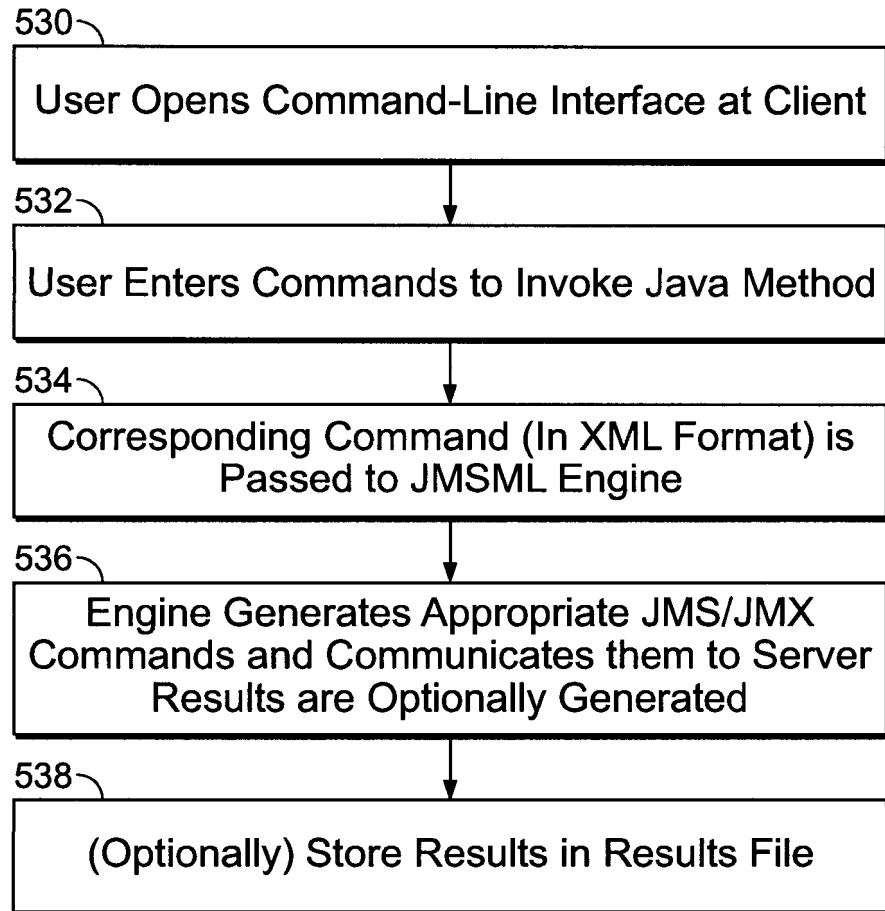 530
User Opens Command-Line Interface at Client
532
User Enters Commands to Invoke Java Method
534
Corresponding Command (In XML Format) is
Passed to JMSML Engine
536
Engine Generates Appropriate JMS/JMX
Commands and Communicates them to Server
Results are Optionally Generated
538
(Optionally) Store Results in Results File